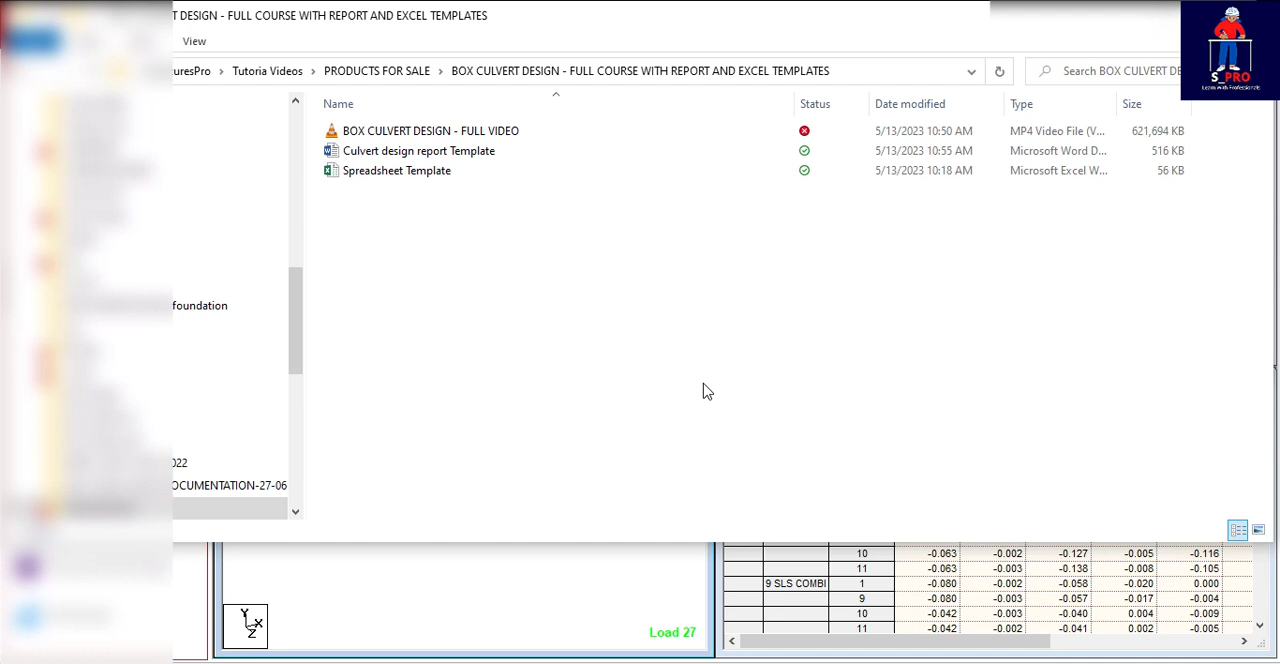 T DESIGN - FULL COURSE WITH REPORT AND EXCEL TEMPLATES
View
uresPro › Tutoria Videos › PRODUCTS FOR SALE › BOX CULVERT DESIGN - FULL COURSE WITH REPORT AND EXCEL TEMPLATES
Search BOX CULVERT DE
S_PRO
Learn With Professionals
Name Status Date modified Type Size
BOX CULVERT DESIGN - FULL VIDEO 5/13/2023 10:50 AM MP4 Video File (V... 621,694 KB
Culvert design report Template 5/13/2023 10:55 AM Microsoft Word D... 516 KB
Spreadsheet Template 5/13/2023 10:18 AM Microsoft Excel W... 56 KB
foundation
022
OCUMENTATION-27-06
10 -0.063 -0.002 -0.127 -0.005 -0.116
11 -0.063 -0.003 -0.138 -0.008 -0.105
9 SLS COMBI 1 -0.080 -0.002 -0.058 -0.020 0.000
9 -0.080 -0.003 -0.057 -0.017 -0.004
10 -0.042 -0.003 -0.040 0.004 -0.009
11 -0.042 -0.002 -0.041 0.002 -0.005
Y
X
Z
Load 27